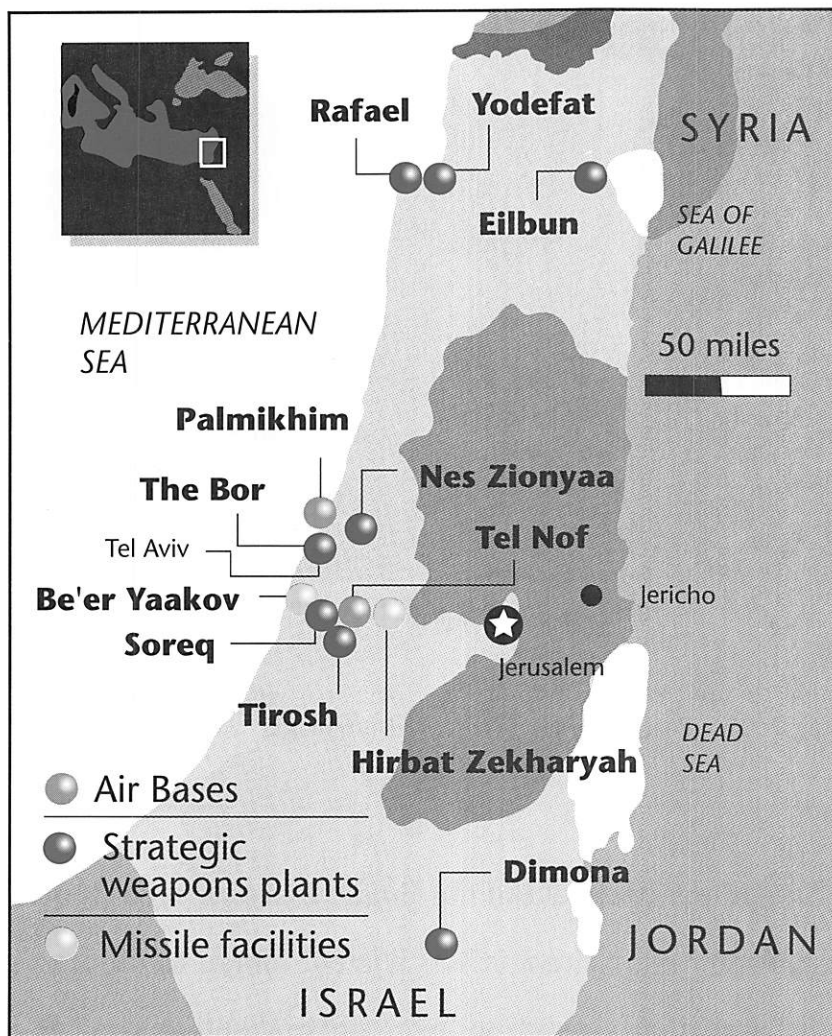 Rafael
Yodefat
SYRIA
Eilbun
SEA OF
GALILEE
MEDITERRANEAN
SEA
50 miles
Palmikhim
The Bor
Nes Zionyaa
Tel Aviv
Tel Nof
Be'er Yaakov
Jericho
Soreq
Jerusalem
Tirosh
Hirbat Zekharyah
DEAD
SEA
Air Bases
Strategic
weapons plants
Dimona
Missile facilities
JORDAN
ISRAEL